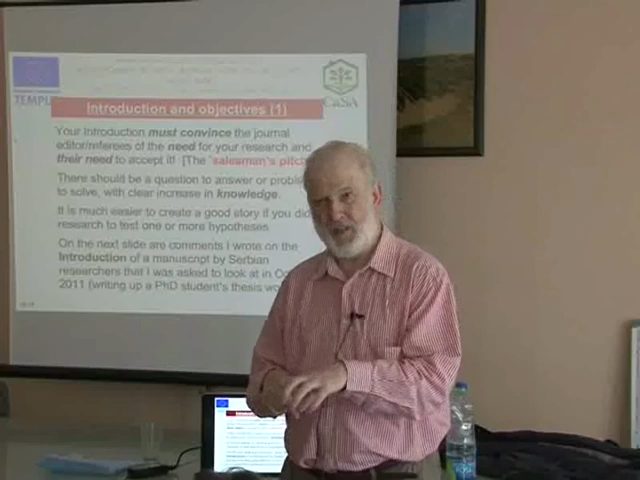 TEMPU
CaSA
Introduction and objectives (1)
Your Introduction must convince the journal
editor/referees of the need for your research and
their need to accept it! [The "salesman's pitch
There should be a question to answer or proble
to solve, with clear increase in knowledge.
It is much easier to create a good story if you did
research to test one or more hypotheses
On the next slide are comments I wrote on the
Introduction of a manuscript by Serbian
researchers that I was asked to look at in Oc
2011 (writing up a PhD student's thesis wo